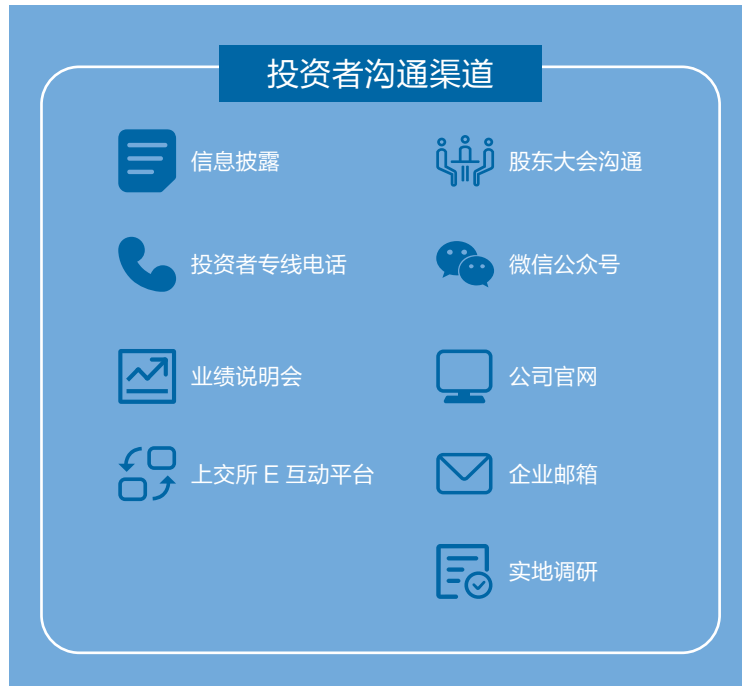 投资者沟通渠道
信息披露
股东大会沟通
投资者专线电话
微信公众号
业绩说明会
公司官网
上交所 E 互动平台
企业邮箱
实地调研